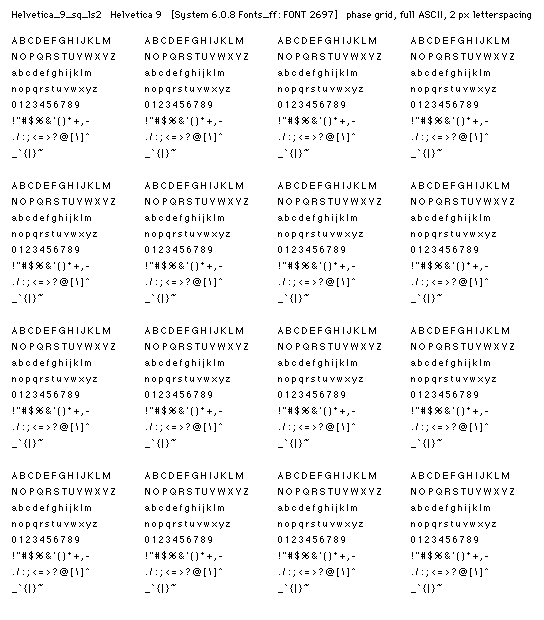 Helvetica_9_sq_ls2 Helvetica 9 [System 6.0.8 Fonts_ff: FONT 2697] phase grid, full ASCII, 2 px letterspacing
ABCDEFGHIJKLM ABCDEFGHIJKLM ABCDEFGHIJKLM ABCDEFGHIJKLM
NOPQRSTUVWXYZ NOPQRSTUVWXYZ NOPQRSTUVWXYZ NOPQRSTUVWXYZ
abcdefghijklm abcdefghijklm abcdefghijklm abcdefghijklm
nopqrstuvwxyz nopqrstuvwxyz nopqrstuvwxyz nopqrstuvwxyz
0123456789 0123456789 0123456789 0123456789
!"#$%&'()*+,- !"#$%&'()*+,- !"#$%&'()*+,- !"#$%&'()*+,-
./:;<=>?@[\]^ ./:;<=>?@[\]^ ./:;<=>?@[\]^ ./:;<=>?@[\]^
_`{|}~ _`{|}~ _`{|}~ _`{|}~
ABCDEFGHIJKLM ABCDEFGHIJKLM ABCDEFGHIJKLM ABCDEFGHIJKLM
NOPQRSTUVWXYZ NOPQRSTUVWXYZ NOPQRSTUVWXYZ NOPQRSTUVWXYZ
abcdefghijklm abcdefghijklm abcdefghijklm abcdefghijklm
nopqrstuvwxyz nopqrstuvwxyz nopqrstuvwxyz nopqrstuvwxyz
0123456789 0123456789 0123456789 0123456789
!"#$%&'()*+,- !"#$%&'()*+,- !"#$%&'()*+,- !"#$%&'()*+,-
./:;<=>?@[\]^ ./:;<=>?@[\]^ ./:;<=>?@[\]^ ./:;<=>?@[\]^
_`{|}~ _`{|}~ _`{|}~ _`{|}~
ABCDEFGHIJKLM ABCDEFGHIJKLM ABCDEFGHIJKLM ABCDEFGHIJKLM
NOPQRSTUVWXYZ NOPQRSTUVWXYZ NOPQRSTUVWXYZ NOPQRSTUVWXYZ
abcdefghijklm abcdefghijklm abcdefghijklm abcdefghijklm
nopqrstuvwxyz nopqrstuvwxyz nopqrstuvwxyz nopqrstuvwxyz
0123456789 0123456789 0123456789 0123456789
!"#$%&'()*+,- !"#$%&'()*+,- !"#$%&'()*+,- !"#$%&'()*+,-
./:;<=>?@[\]^ ./:;<=>?@[\]^ ./:;<=>?@[\]^ ./:;<=>?@[\]^
_`{|}~ _`{|}~ _`{|}~ _`{|}~
ABCDEFGHIJKLM ABCDEFGHIJKLM ABCDEFGHIJKLM ABCDEFGHIJKLM
NOPQRSTUVWXYZ NOPQRSTUVWXYZ NOPQRSTUVWXYZ NOPQRSTUVWXYZ
abcdefghijklm abcdefghijklm abcdefghijklm abcdefghijklm
nopqrstuvwxyz nopqrstuvwxyz nopqrstuvwxyz nopqrstuvwxyz
0123456789 0123456789 0123456789 0123456789
!"#$%&'()*+,- !"#$%&'()*+,- !"#$%&'()*+,- !"#$%&'()*+,-
./:;<=>?@[\]^ ./:;<=>?@[\]^ ./:;<=>?@[\]^ ./:;<=>?@[\]^
_`{|}~ _`{|}~ _`{|}~ _`{|}~